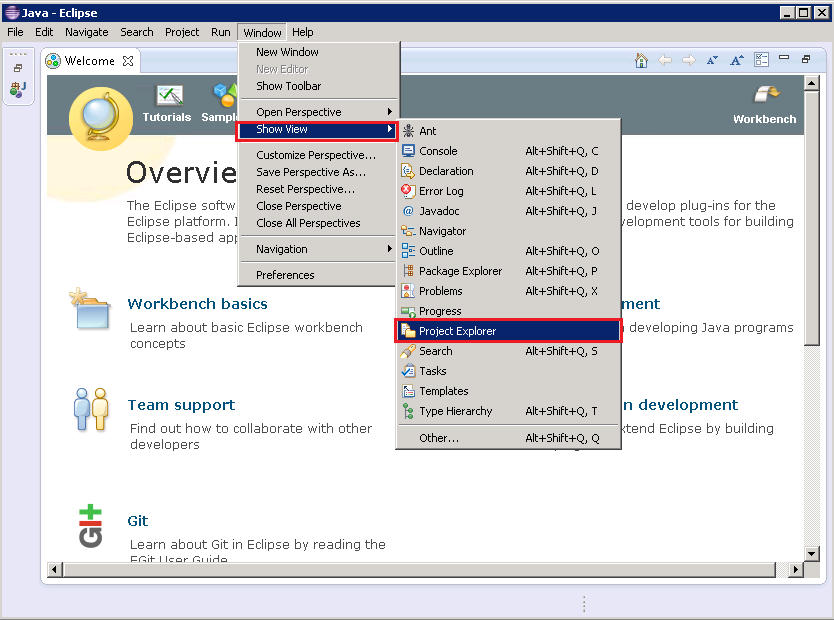 Java - Eclipse
File Edit Navigate Search Project Run Window Help
Welcome
New Window
New Editor
Show Toolbar
Open Perspective
Show View
Customize Perspective...
Save Perspective As...
Reset Perspective...
Close Perspective
Close All Perspectives
Navigation
Preferences
Ant
Console Alt+Shift+Q, C
Declaration Alt+Shift+Q, D
Error Log Alt+Shift+Q, L
Javadoc Alt+Shift+Q, J
Navigator
Outline Alt+Shift+Q, O
Package Explorer Alt+Shift+Q, P
Problems Alt+Shift+Q, X
Progress
Project Explorer
Search Alt+Shift+Q, S
Tasks
Templates
Type Hierarchy Alt+Shift+Q, T
Other... Alt+Shift+Q, Q
Tutorials Sampl
Workbench
Overvie
The Eclipse softw develop plug-ins for the
Eclipse platform. I velopment tools for building
Eclipse-based app
Workbench basics
Learn about basic Eclipse workbench
concepts
ment
developing Java programs
Team support
Find out how to collaborate with other
developers
n development
xtend Eclipse by building
Git
Git
Learn about Git in Eclipse by reading the
EGit User Guide